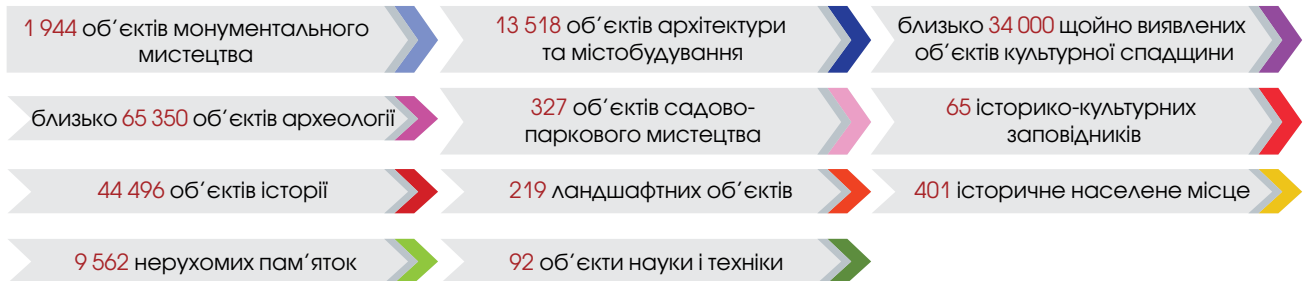 1 944 об’єктів монументального
мистецтва
13 518 об’єктів архітектури
та містобудування
близько 34 000 щойно виявлених
об’єктів культурної спадщини
близько 65 350 об’єктів археології
327 об’єктів садово-
паркового мистецтва
65 історико-культурних
заповідників
44 496 об’єктів історії
219 ландшафтних об’єктів
401 історичне населене місце
9 562 нерухомих пам’яток
92 об’єкти науки і техніки